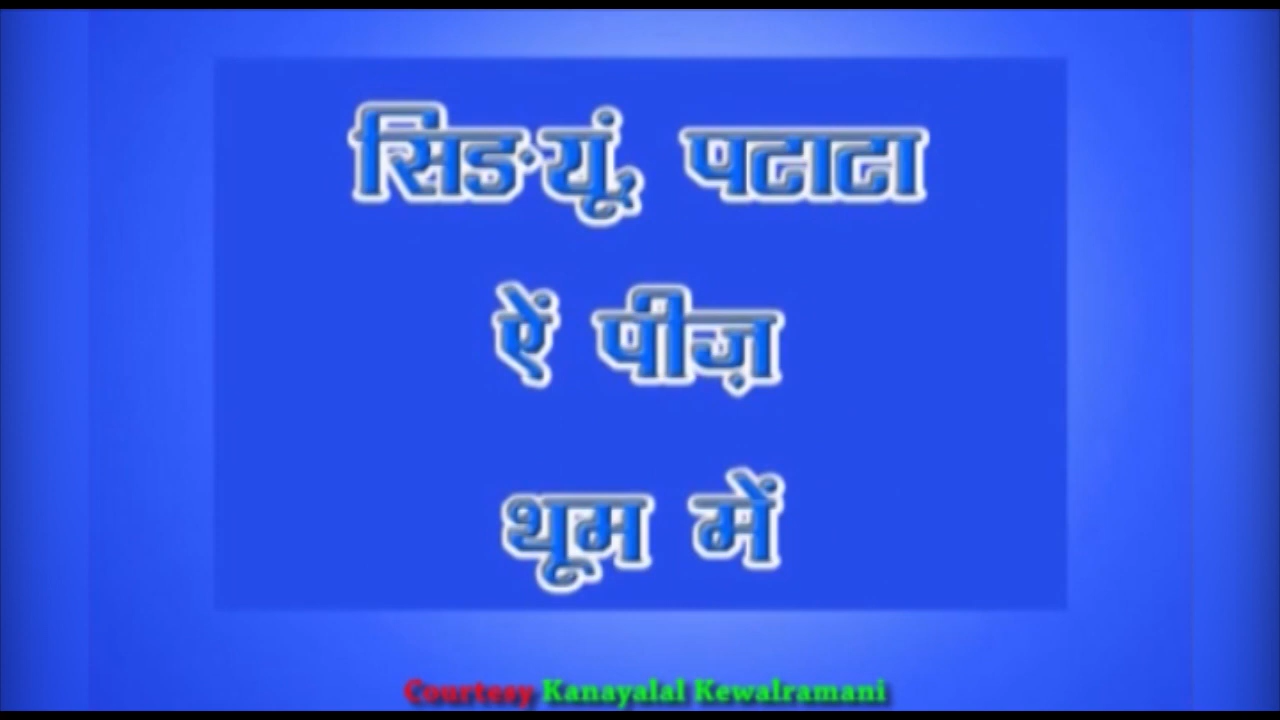 सिङयूं, पटाटा
ऐं पीज़
थूम में
Courtesy Kanayalal Kewalramani